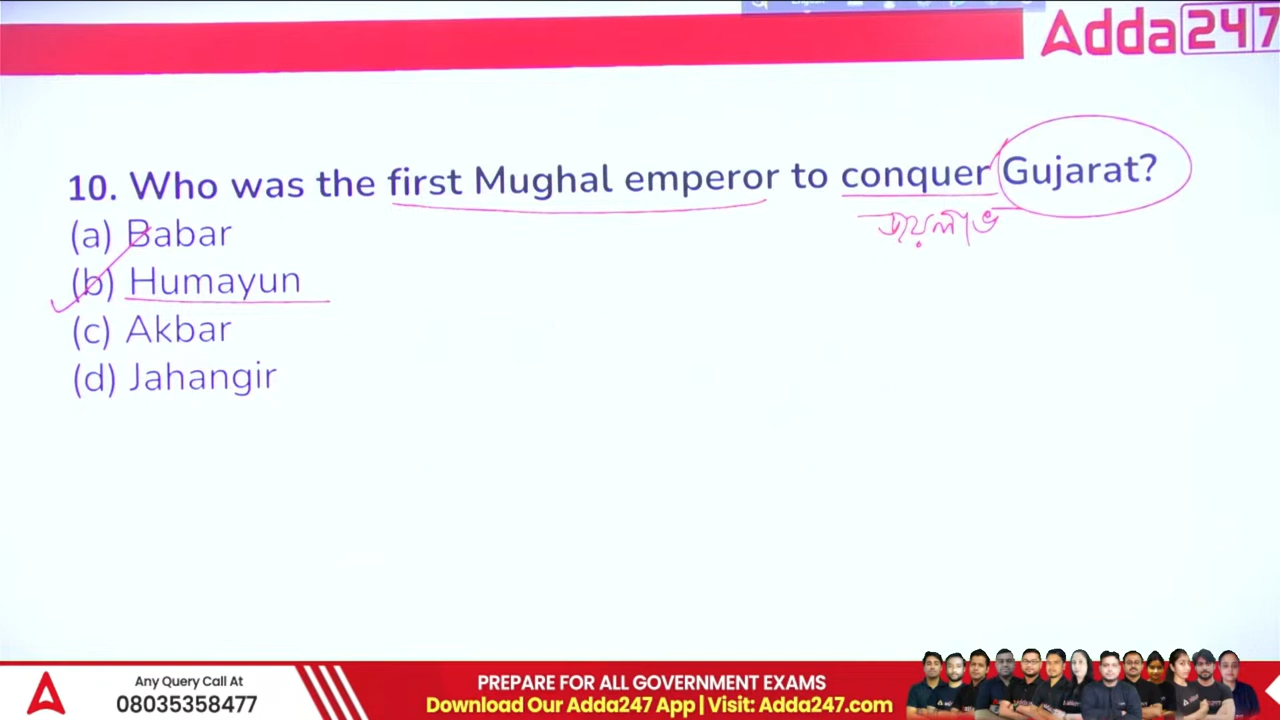 Adda247
10. Who was the first Mughal emperor to conquer Gujarat?
জয়লাভ
(a) Babar
(b) Humayun
(c) Akbar
(d) Jahangir
Any Query Call At
08035358477
PREPARE FOR ALL GOVERNMENT EXAMS
Download Our Adda247 App | Visit: Adda247.com